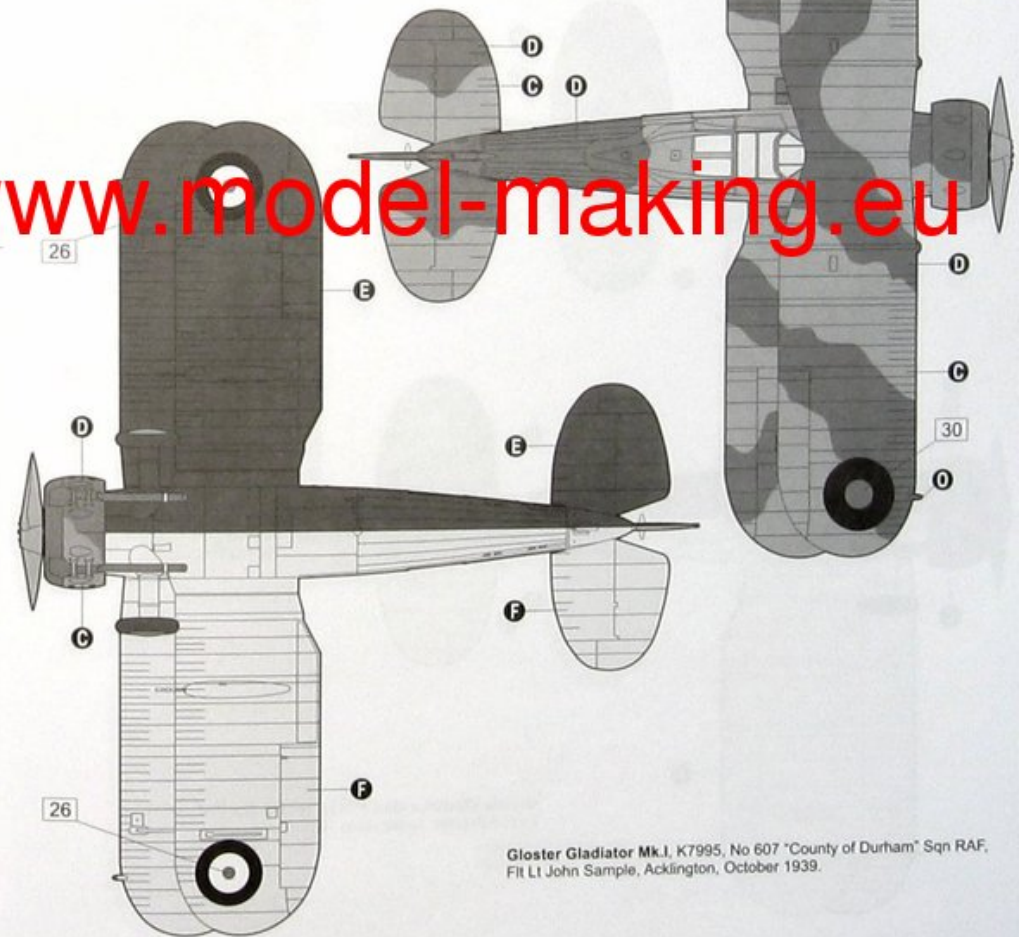 D
C
D
www.model-making.eu
26
E
D
C
D
30
E
O
C
F
F
26
Gloster Gladiator Mk.I, K7995, No 607 "County of Durham" Sqn RAF,
Flt Lt John Sample, Acklington, October 1939.